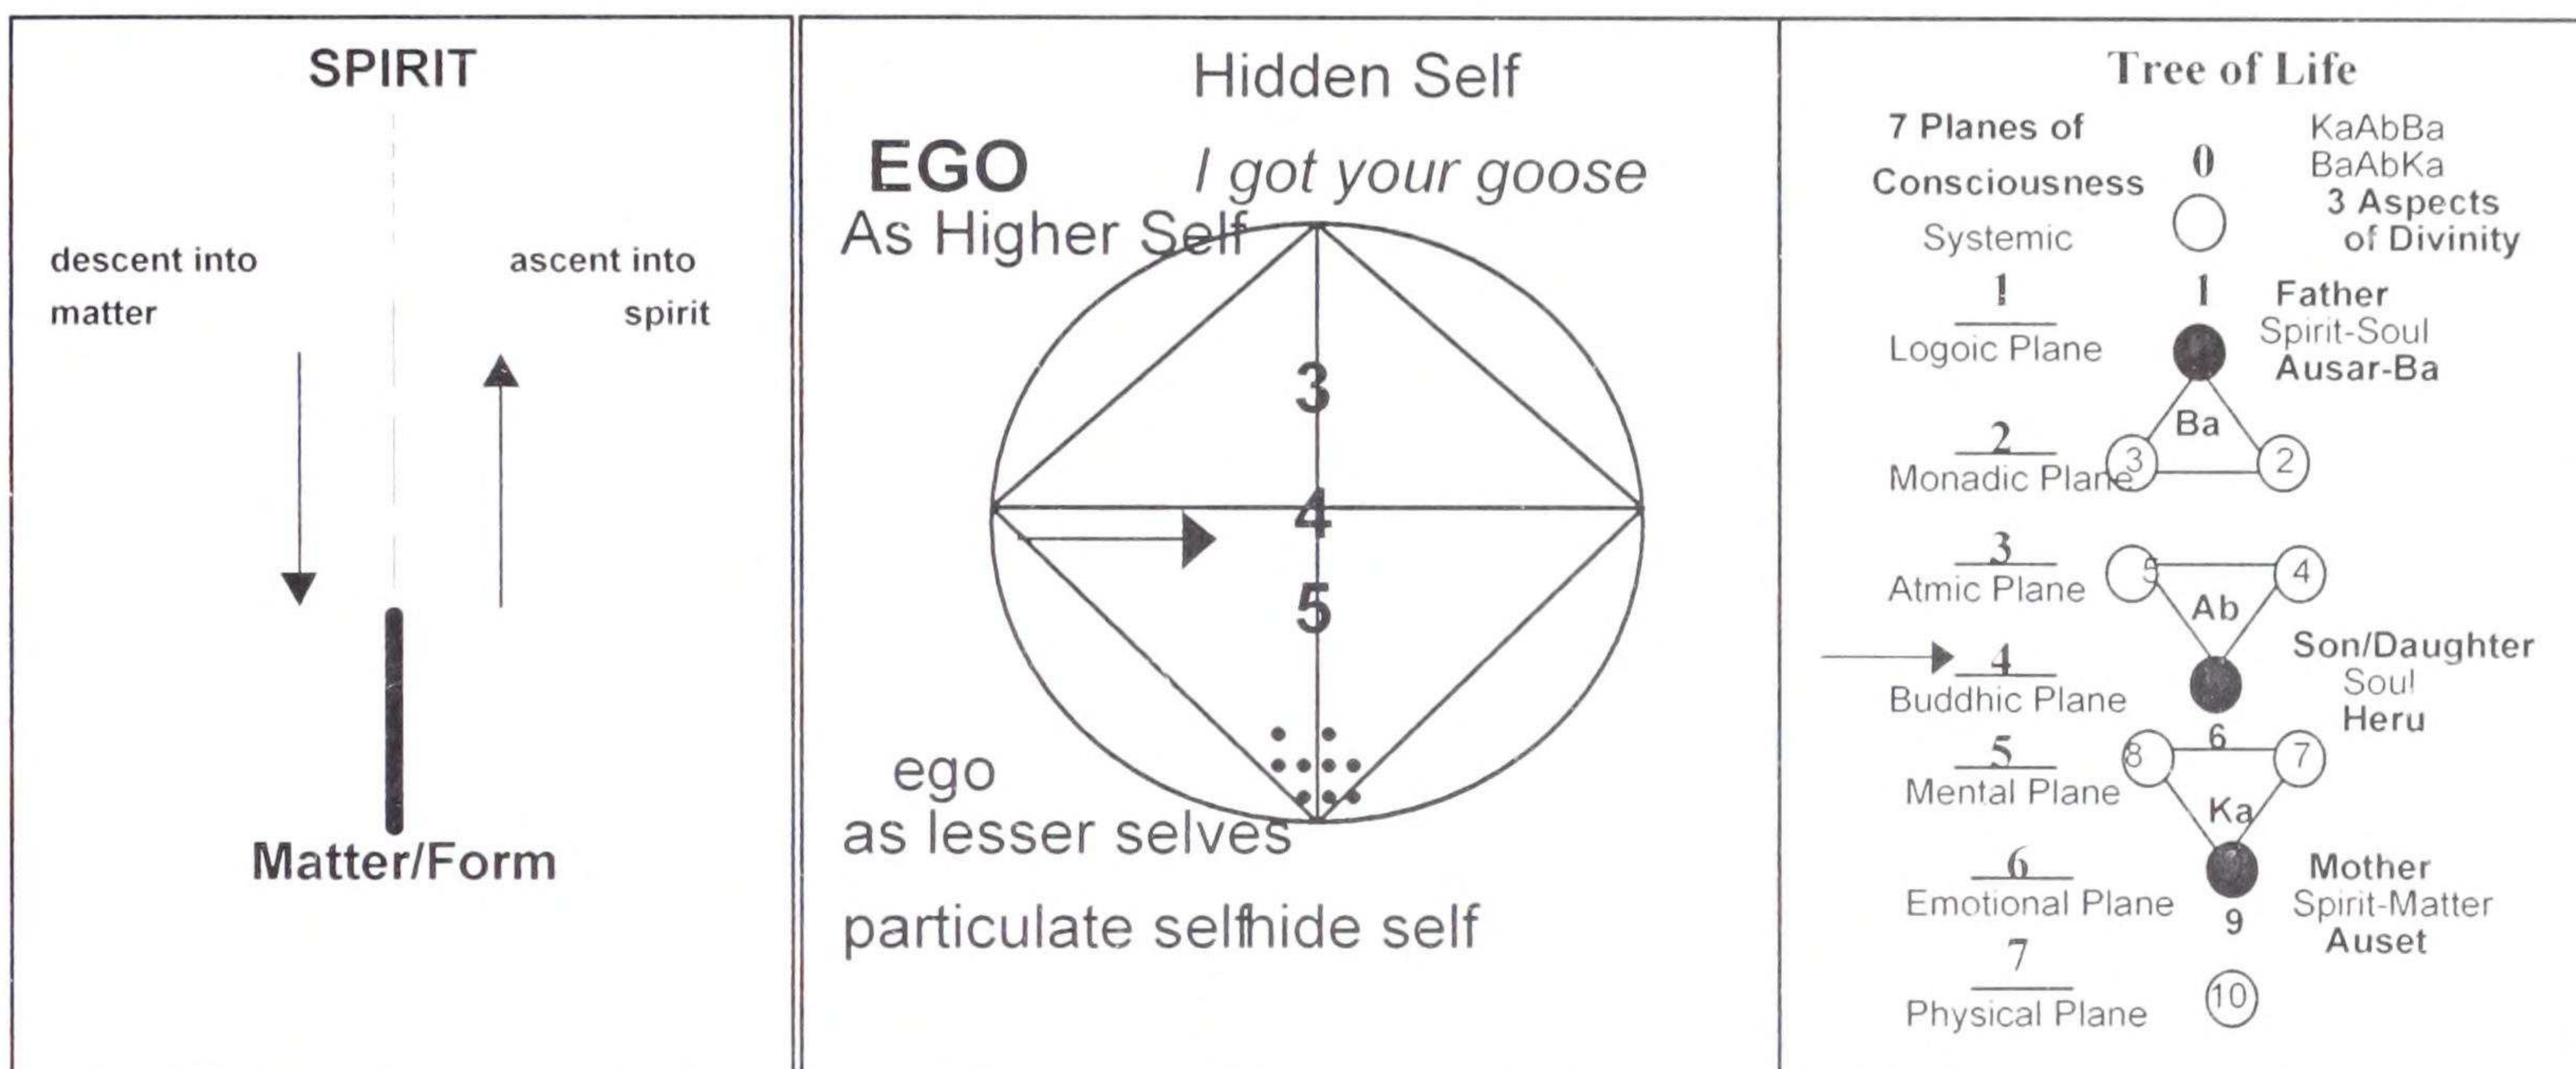 SPIRIT
descent into
matter
ascent into
spirit
Matter/Form
Hidden Self
EGO
I got your goose
As Higher Self
3
4
5
ego
as lesser selves
particulate selfhide self
Tree of Life
7 Planes of
Consciousness
Systemic
1
Logoic Plane
2
Monadic Plane
3
Atmic Plane
4
Buddhic Plane
5
Mental Plane
6
Emotional Plane
7
Physical Plane
KaAbBa
BaAbKa
3 Aspects
of Divinity
0
1
Father
Spirit-Soul
Ausar-Ba
Ba
3
2
5
4
Ab
Son/Daughter
Soul
Heru
6
8
7
Ka
Mother
Spirit-Matter
Auset
9
10